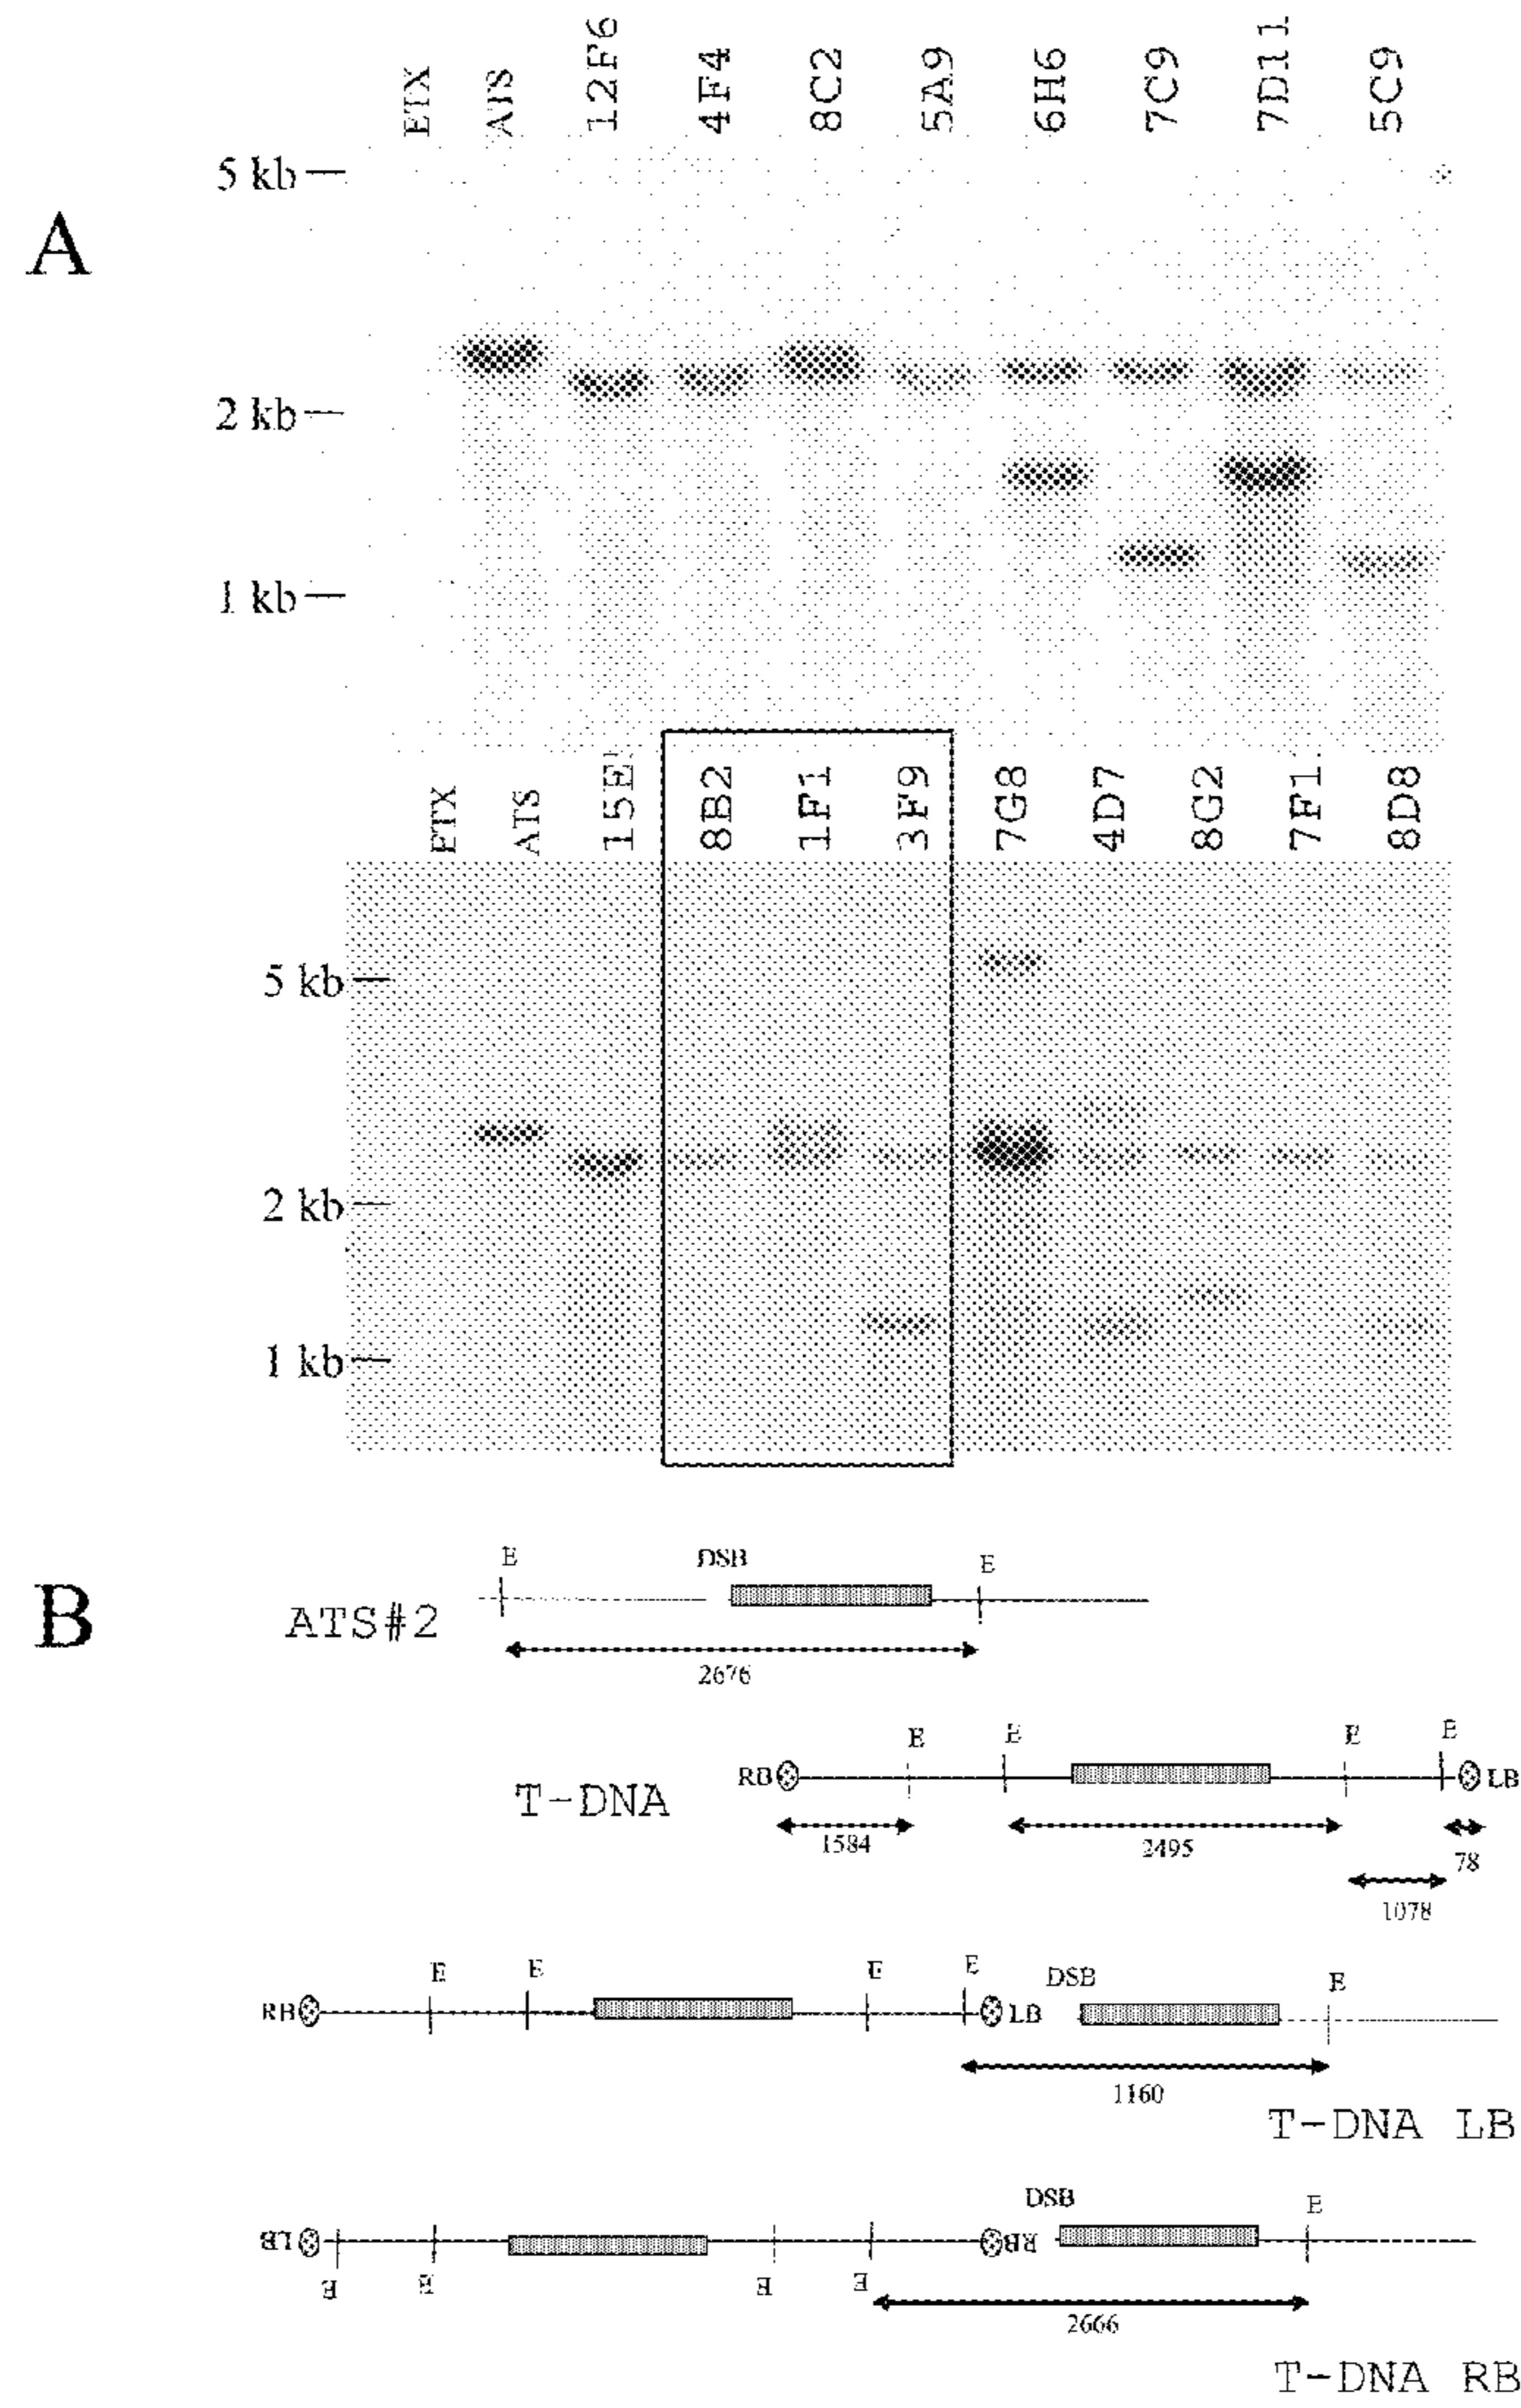 ETX ATS 12F6 4F4 8C2 5A9 6H6 7C9 7D11 5C9
5 kb
A
2 kb
1 kb
ETX ATS 15E 8B2 1F1 3F9 7G8 4D7 8G2 7F1 8D8
5 kb
2 kb
1 kb
B
E DSB E
ATS#2
2676
E E E E
RB LB
T-DNA
1584 2495 78
1078
E E E E DSB E
RB LB
1160
T-DNA LB
DSB E
LB RB
E E E E
2666
T-DNA RB